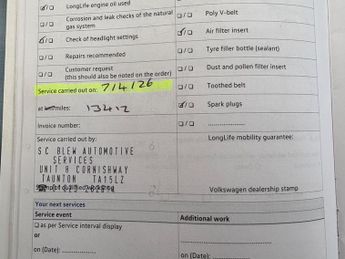 LongLife engine oil used
Corrosion and leak checks of the natural
gas system
Check of headlight settings
Repairs recommended
Customer request
(this should also be noted on the order)
Service carried out on: 7/4/26
at km/miles: 13412
Invoice number:
Service carried out by:
S C BLEW AUTOMOTIVE
SERVICES
UNIT 8 CORNISHWAY
TAUNTON TA15LZ
Poly V-belt
Air filter insert
Tyre filler bottle (sealant)
Dust and pollen filter insert
Toothed belt
Spark plugs
LongLife mobility guarantee:
Volkswagen dealership stamp
Your next services
Service event
Additional work
as per Service interval display
or
on (Date):
or
on (Date):